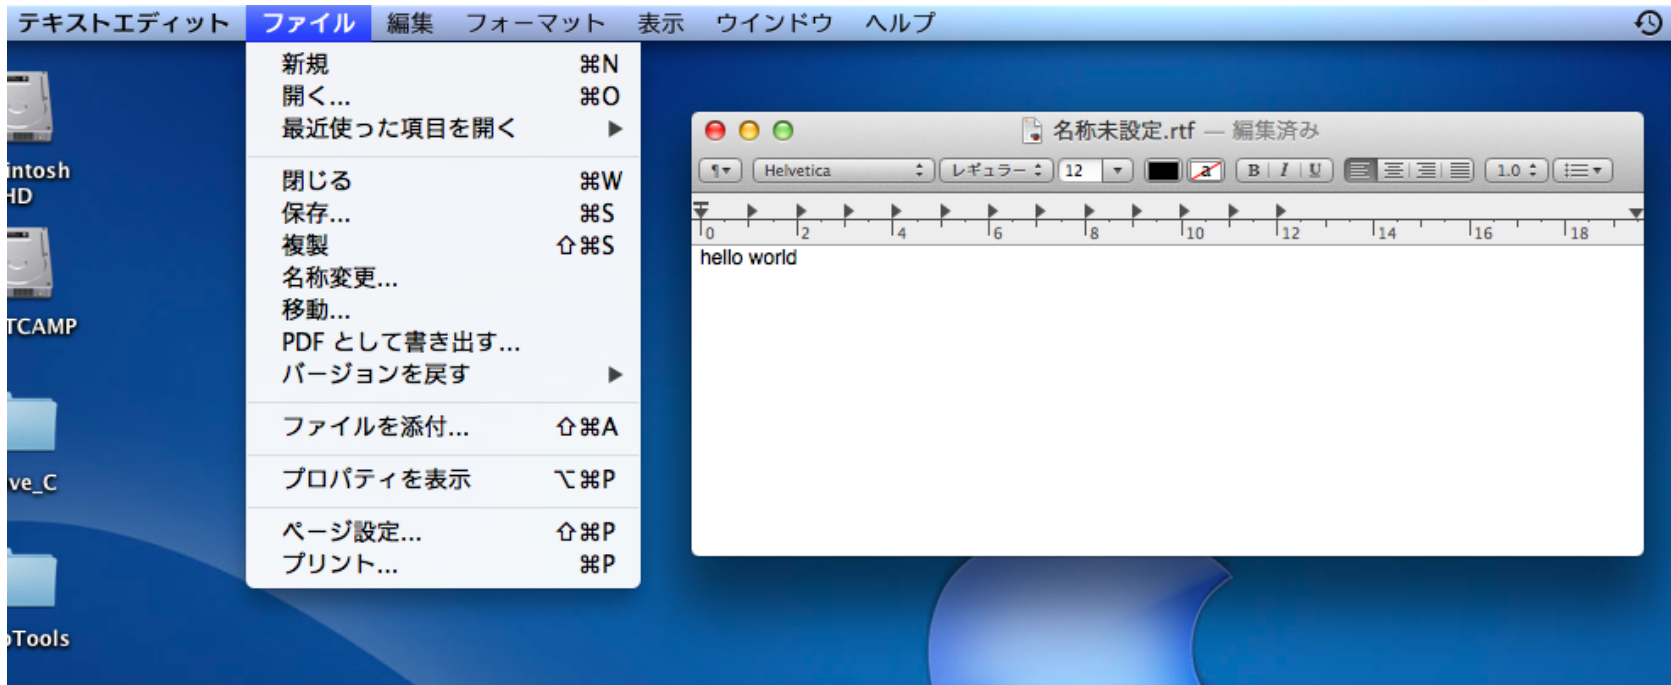 テキストエディット ファイル 編集 フォーマット 表示 ウインドウ ヘルプ
新規 ⌘N
開く... ⌘O
最近使った項目を開く ▶
閉じる ⌘W
保存... ⌘S
複製 ⇧⌘S
名称変更...
移動...
PDF として書き出す...
バージョンを戻す ▶
ファイルを添付... ⇧⌘A
プロパティを表示 ⌥⌘P
ページ設定... ⇧⌘P
プリント... ⌘P
intosh
HD
TCAMP
ve_C
Tools
名称未設定.rtf — 編集済み
¶ Helvetica レギュラー 12 a B I U 1.0
0 2 4 6 8 10 12 14 16 18
hello world